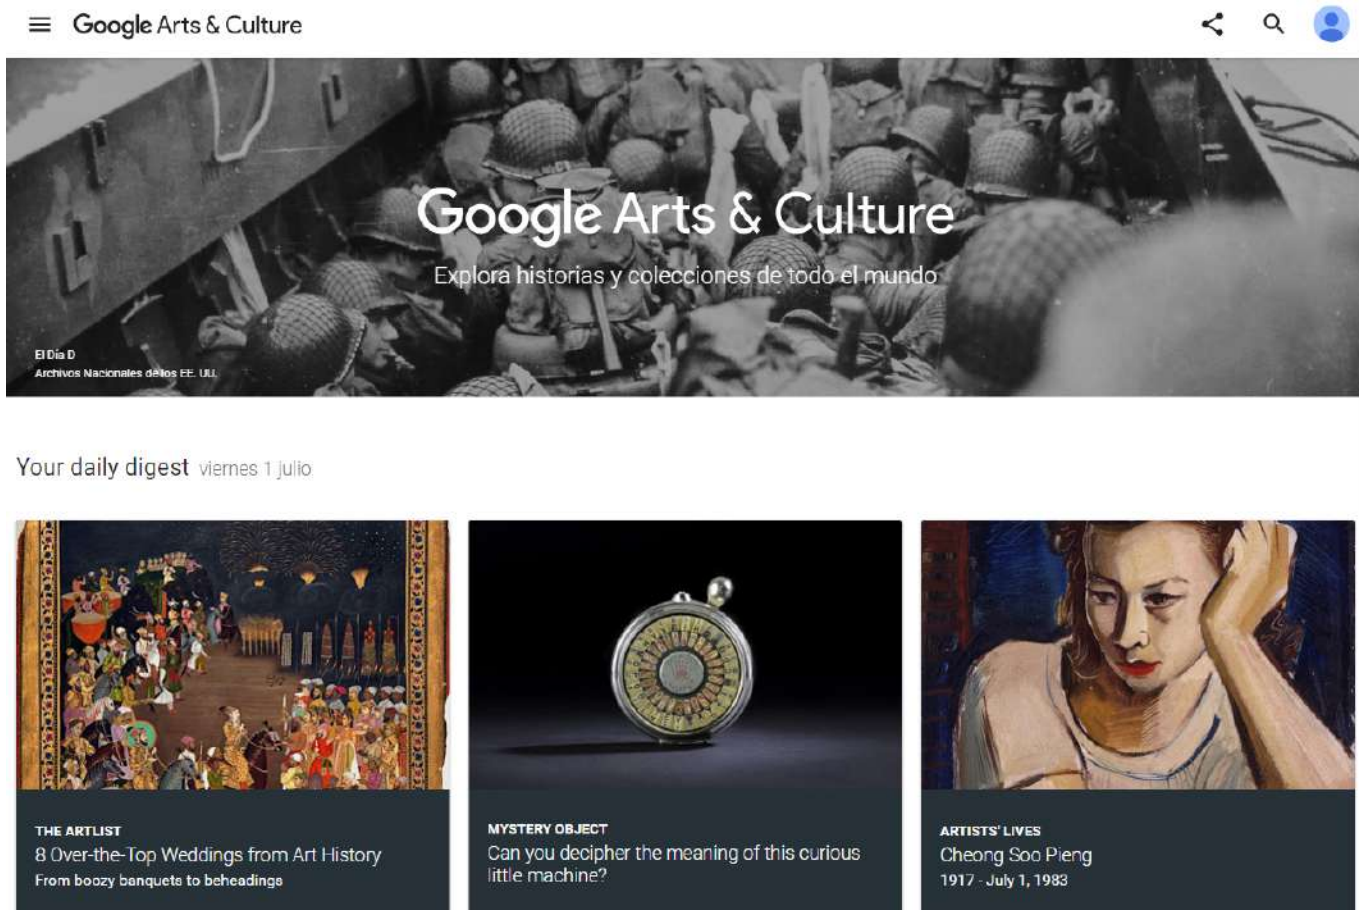 Google Arts & Culture
Google Arts & Culture
Explora historias y colecciones de todo el mundo
El Día D
Archivos Nacionales de los EE. UU.
Your daily digest viernes 1 julio
THE ARTLIST
8 Over-the-Top Weddings from Art History
From boozy banquets to beheadings
MYSTERY OBJECT
Can you decipher the meaning of this curious
little machine?
ARTISTS' LIVES
Cheong Soo Pieng
1917 - July 1, 1983